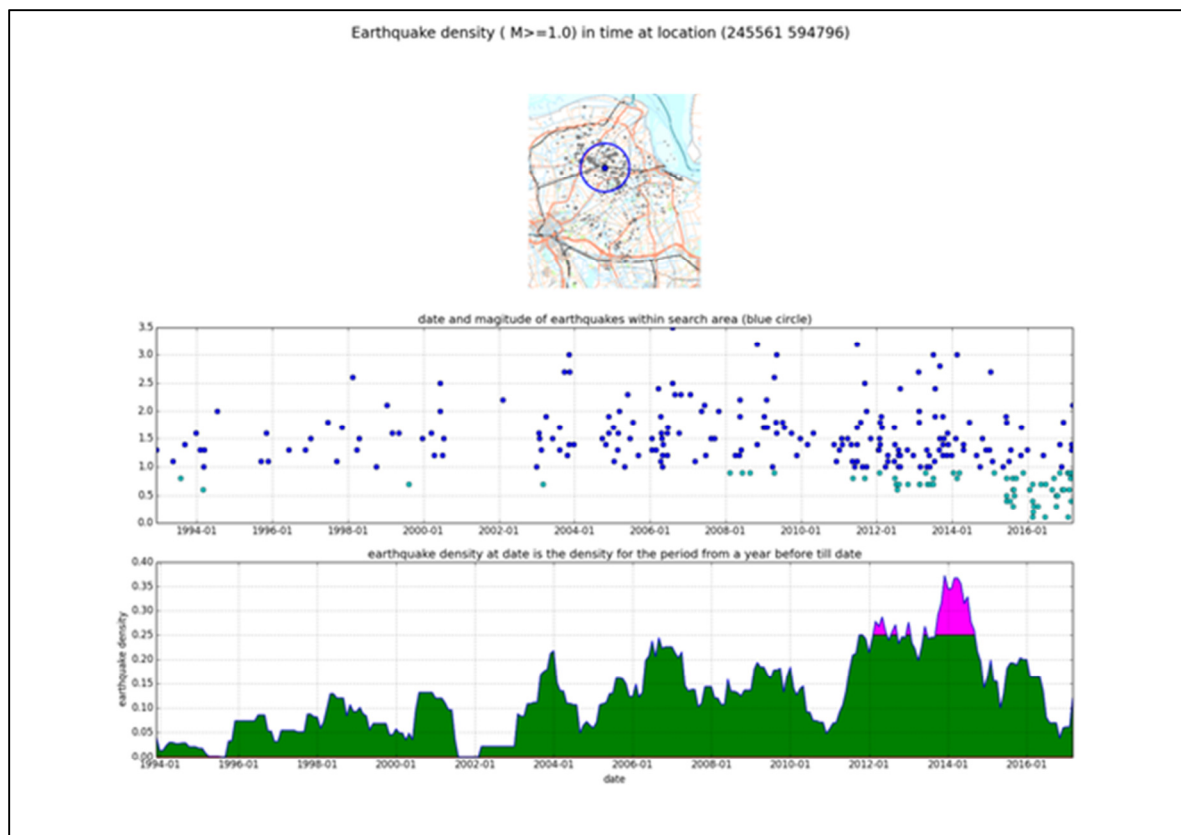 Earthquake density ( M>=1.0) in time at location (245561 594796)
date and magitude of earthquakes within search area (blue circle)
3.5
3.0
2.5
2.0
1.5
1.0
0.5
0.0
1994-01 1996-01 1998-01 2000-01 2002-01 2004-01 2006-01 2008-01 2010-01 2012-01 2014-01 2016-01
earthquake density at date is the density for the period from a year before till date
earthquake density
0.40
0.35
0.30
0.25
0.20
0.15
0.10
0.05
0.00
1994-01 1996-01 1998-01 2000-01 2002-01 2004-01 2006-01 2008-01 2010-01 2012-01 2014-01 2016-01
date